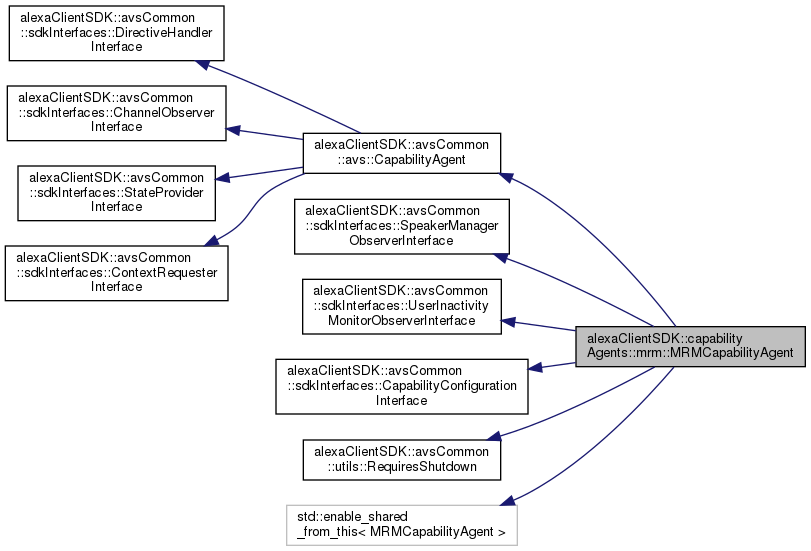 alexaClientSDK::avsCommon
::sdkInterfaces::DirectiveHandler
Interface
alexaClientSDK::avsCommon
::sdkInterfaces::ChannelObserver
Interface
alexaClientSDK::avsCommon
::sdkInterfaces::StateProvider
Interface
alexaClientSDK::avsCommon
::sdkInterfaces::ContextRequester
Interface
alexaClientSDK::avsCommon
::avs::CapabilityAgent
alexaClientSDK::avsCommon
::sdkInterfaces::SpeakerManager
ObserverInterface
alexaClientSDK::avsCommon
::sdkInterfaces::UserInactivity
MonitorObserverInterface
alexaClientSDK::avsCommon
::sdkInterfaces::CapabilityConfiguration
Interface
alexaClientSDK::avsCommon
::utils::RequiresShutdown
std::enable_shared
_from_this< MRMCapabilityAgent >
alexaClientSDK::capability
Agents::mrm::MRMCapabilityAgent